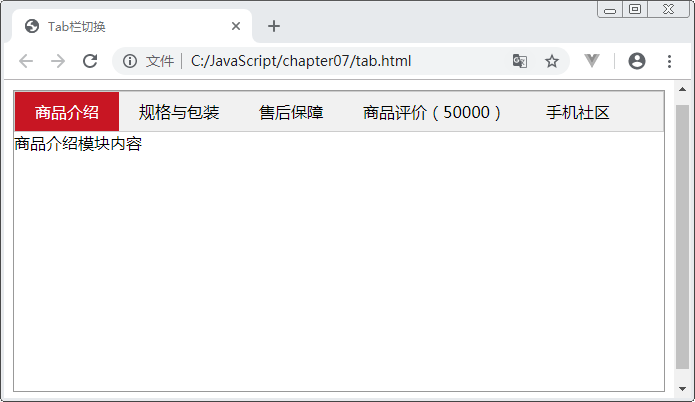 Tab栏切换
文件 C:/JavaScript/chapter07/tab.html
商品介绍 规格与包装 售后保障 商品评价（50000） 手机社区
商品介绍模块内容